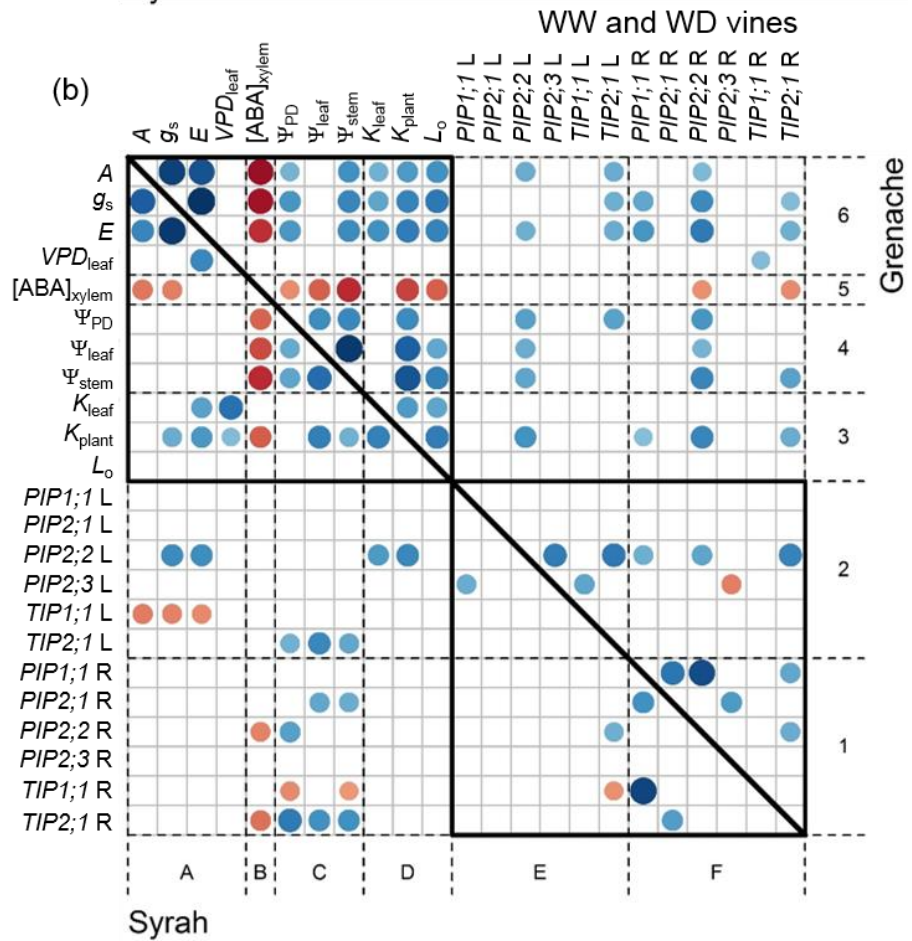 WW and WD vines
(b)
A
gs
E
VPDleaf
[ABA]xylem
ΨPD
Ψleaf
Ψstem
Kleaf
Kplant
Lo
PIP1;1 L
PIP2;1 L
PIP2;2 L
PIP2;3 L
TIP1;1 L
TIP2;1 L
PIP1;1 R
PIP2;1 R
PIP2;2 R
PIP2;3 R
TIP1;1 R
TIP2;1 R
A
gs
E
VPDleaf
[ABA]xylem
ΨPD
Ψleaf
Ψstem
Kleaf
Kplant
Lo
PIP1;1 L
PIP2;1 L
PIP2;2 L
PIP2;3 L
TIP1;1 L
TIP2;1 L
PIP1;1 R
PIP2;1 R
PIP2;2 R
PIP2;3 R
TIP1;1 R
TIP2;1 R
6
5
4
3
2
1
Grenache
A
B
C
D
E
F
Syrah